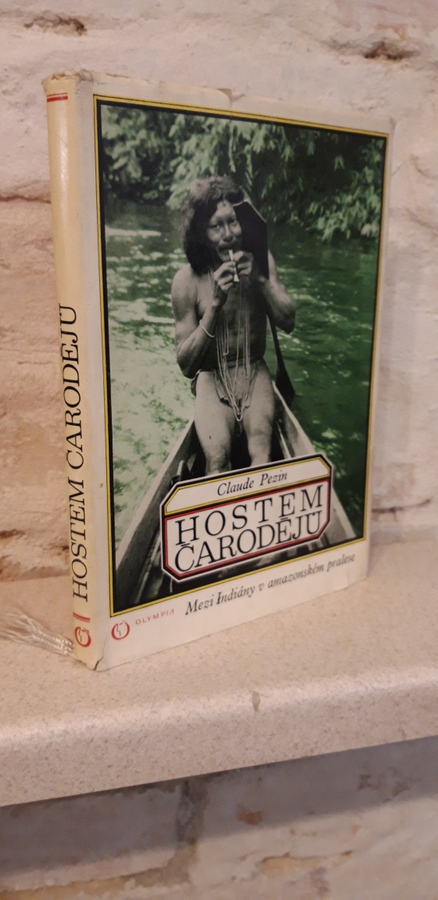 HOSTEM ČARODĚJŮ
Claude Pezin
HOSTEM
ČARODĚJŮ
Mezi Indiány v amazonském pralese
OLYMPIA